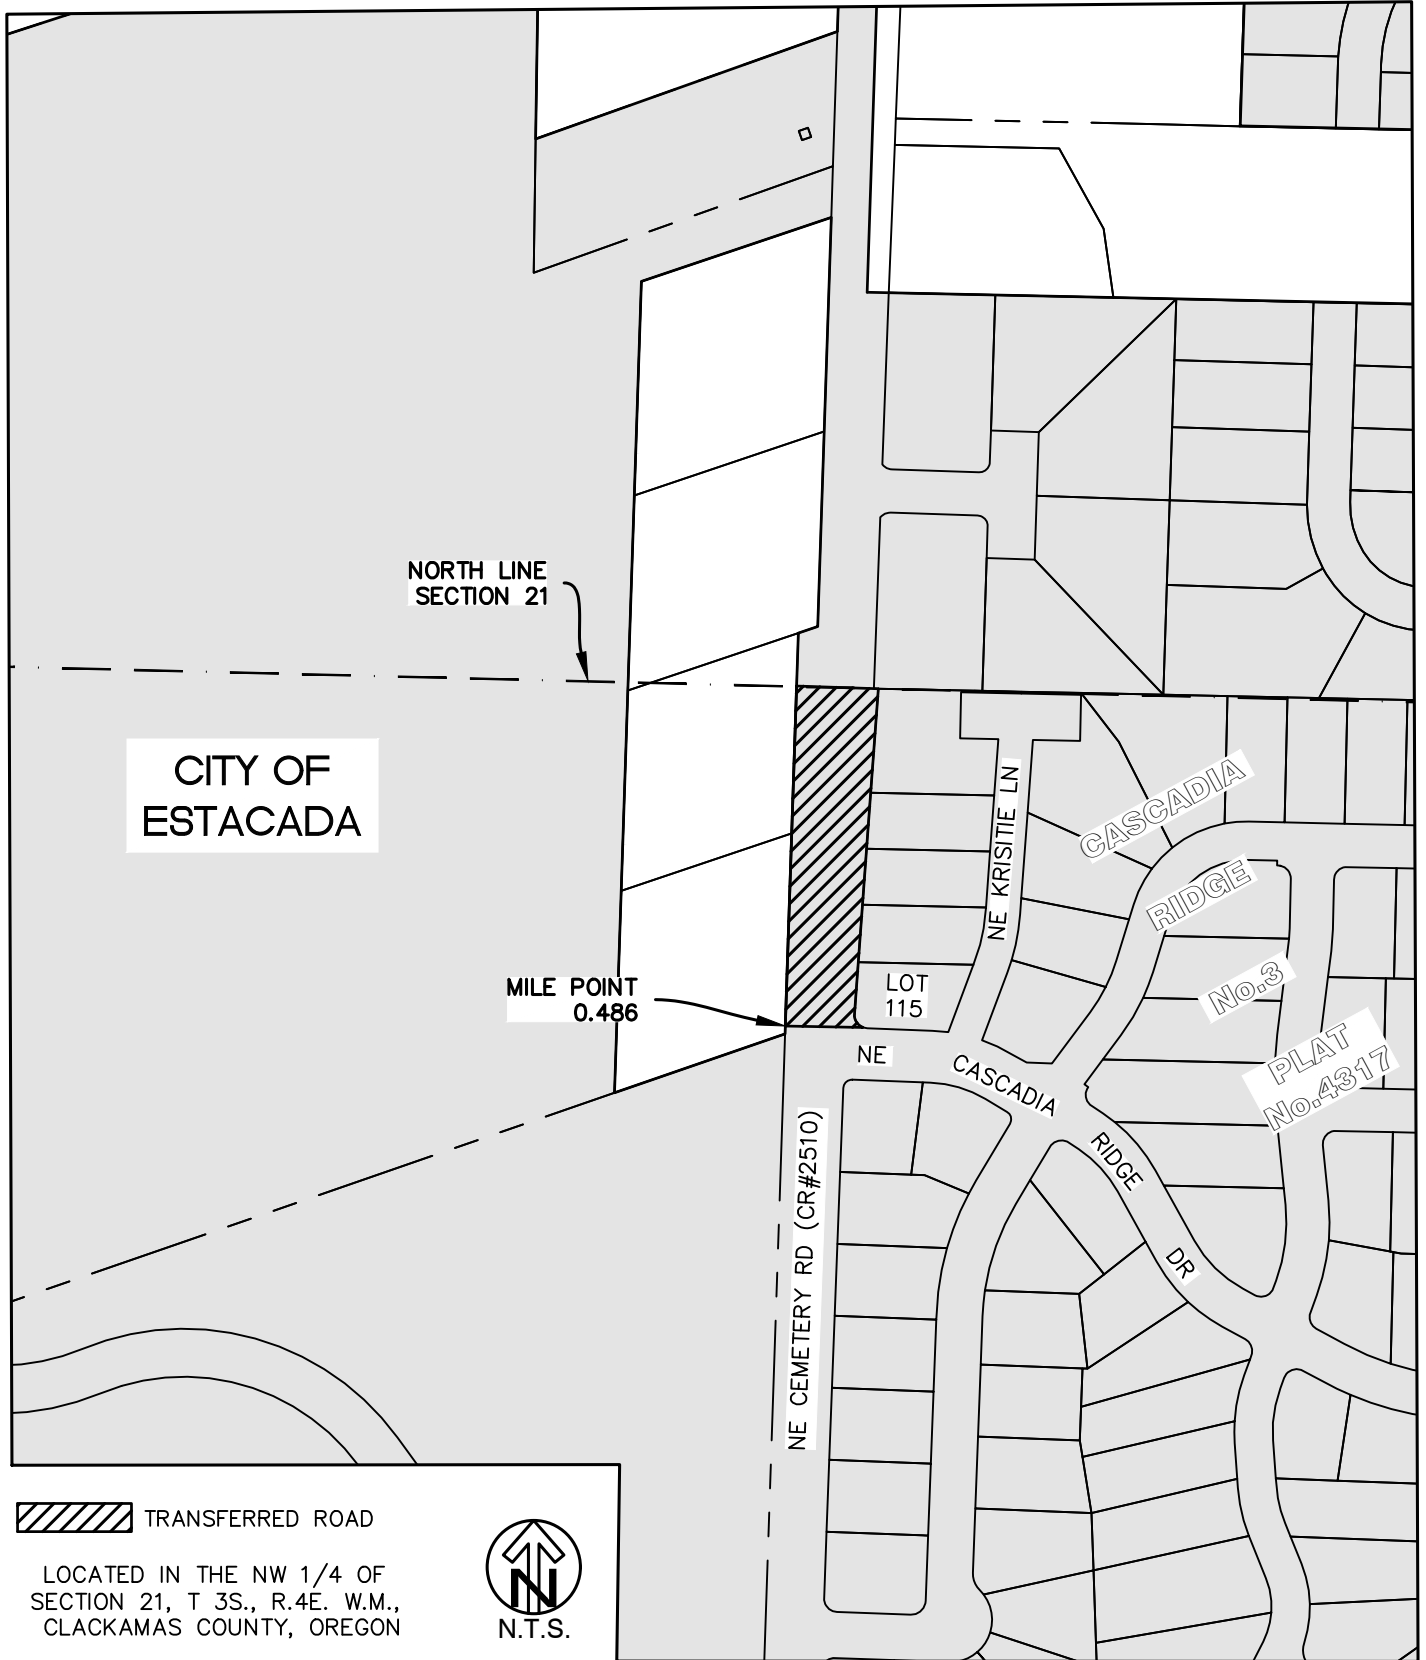 NORTH LINE
SECTION 21
CITY OF
ESTACADA
NE KRISITIE LN
CASCADIA
RIDGE
No.3
PLAT
No.4317
MILE POINT
0.486
LOT
115
NE CASCADIA RIDGE DR
NE CEMETERY RD (CR#2510)
TRANSFERRED ROAD
LOCATED IN THE NW 1/4 OF
SECTION 21, T 3S., R.4E. W.M.,
CLACKAMAS COUNTY, OREGON
N
N.T.S.